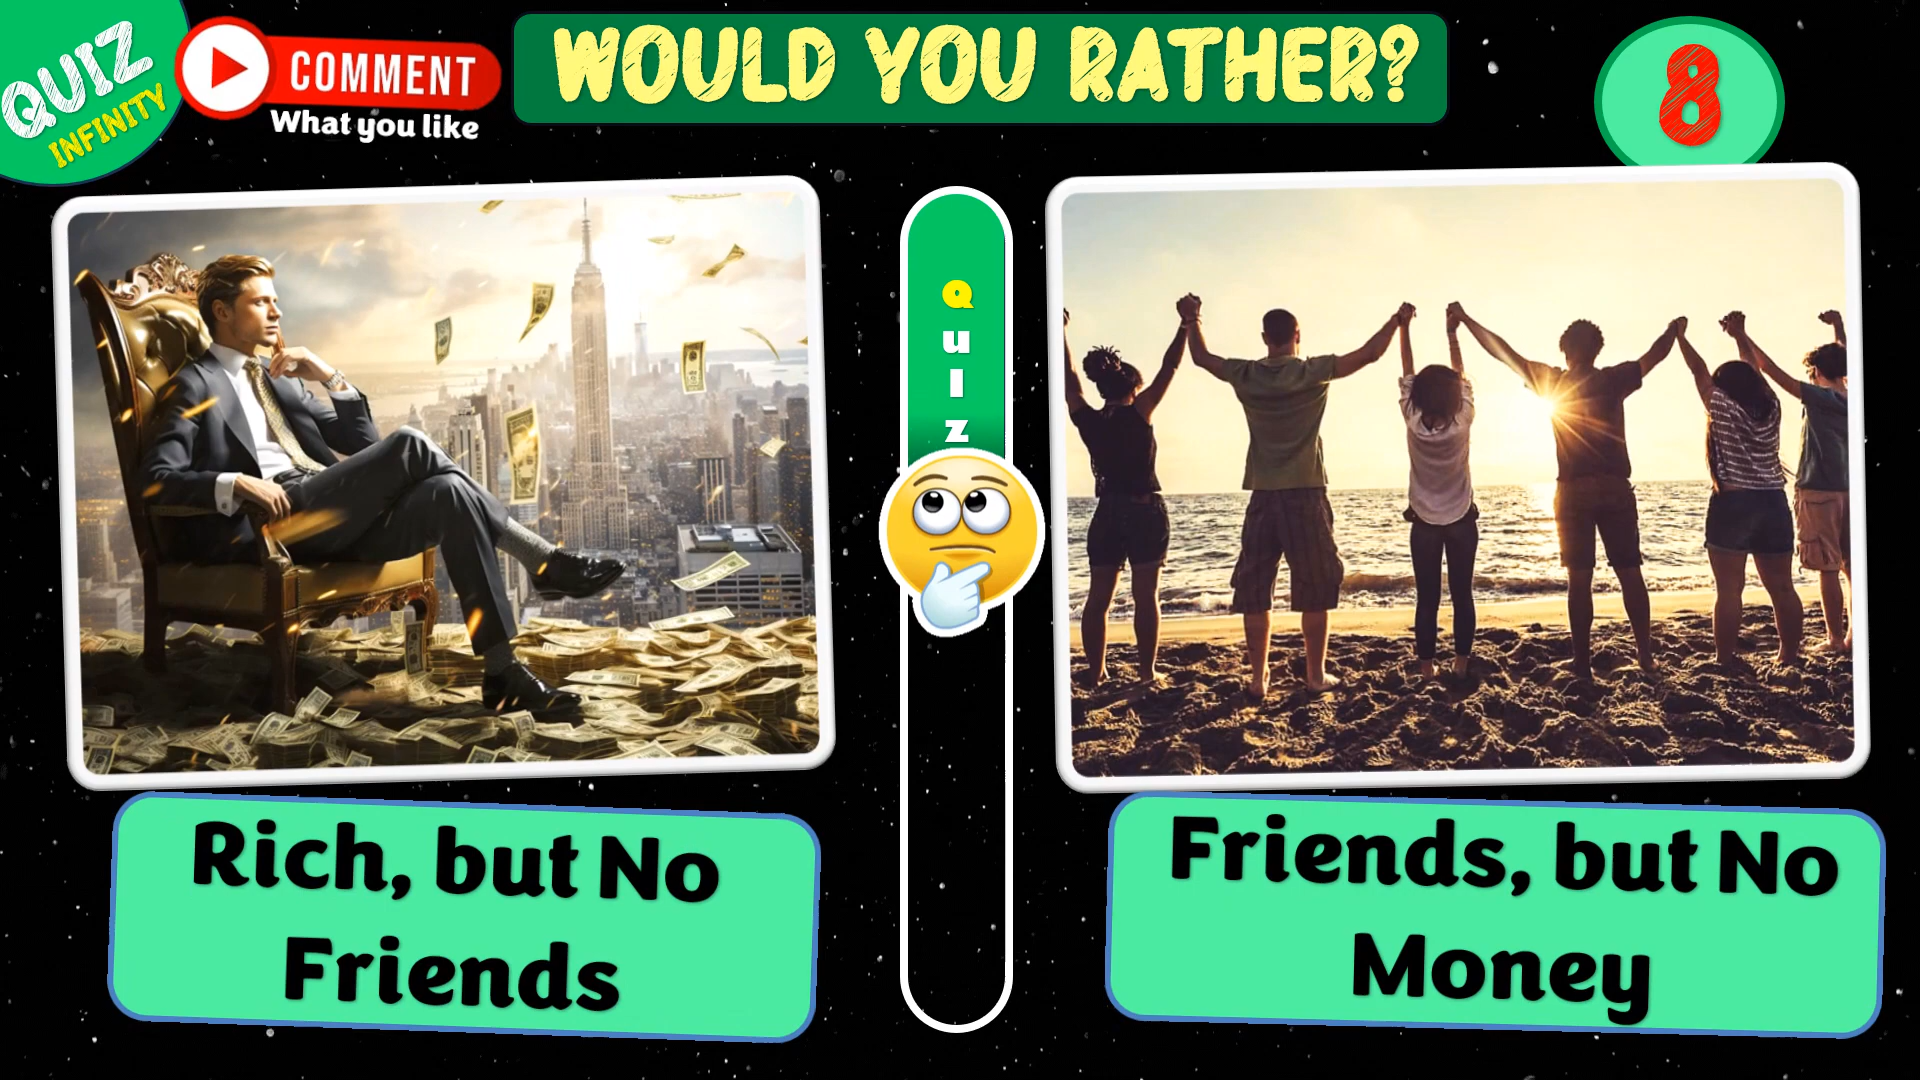 QUIZ
INFINITY
COMMENT
What you like
WOULD YOU RATHER?
8
Q
u
I
z
Rich, but No
Friends
Friends, but No
Money